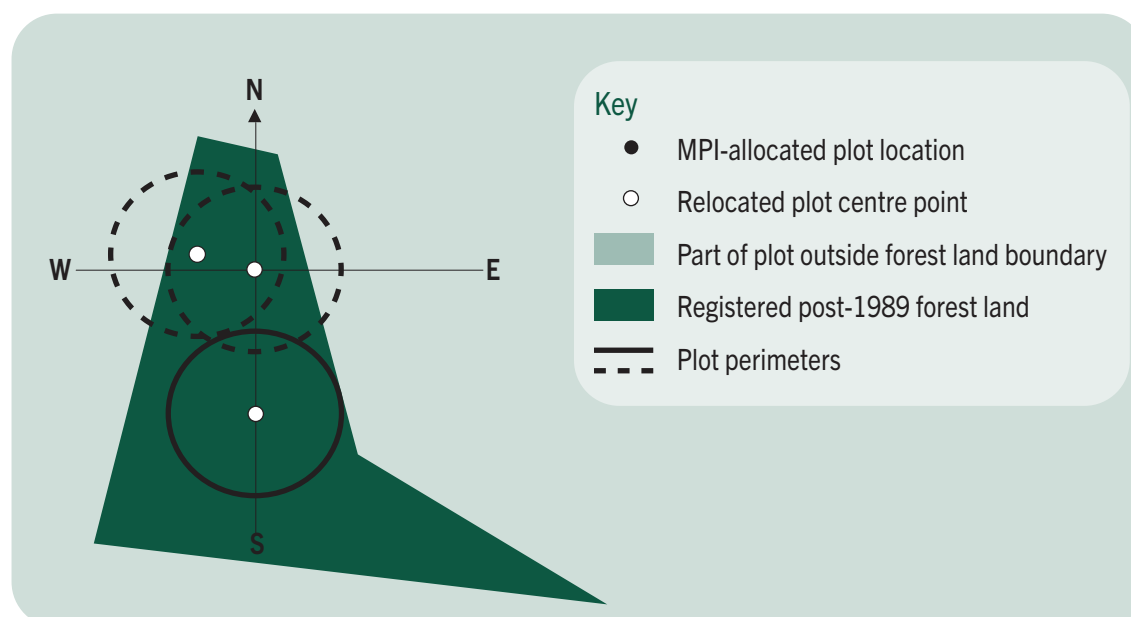 N
W
E
S
Key
MPI-allocated plot location
Relocated plot centre point
Part of plot outside forest land boundary
Registered post-1989 forest land
Plot perimeters